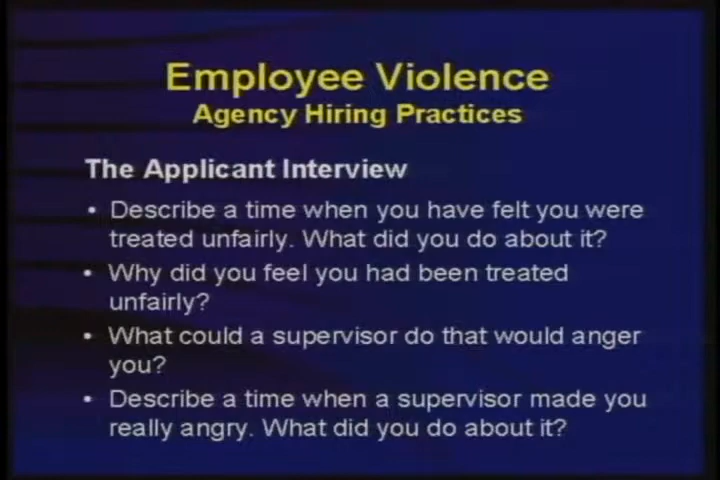 Employee Violence
Agency Hiring Practices
The Applicant Interview
• Describe a time when you have felt you were
treated unfairly. What did you do about it?
• Why did you feel you had been treated
unfairly?
• What could a supervisor do that would anger
you?
• Describe a time when a supervisor made you
really angry. What did you do about it?